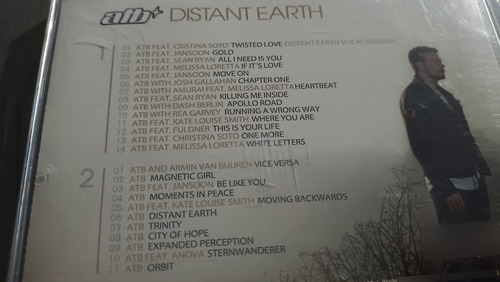 atb DISTANT EARTH
1
01 ATB FEAT. CRISTINA SOTO TWISTED LOVE DISTANT EARTH VOCAL VERSION
02 ATB FEAT. JANSOON GOLD
03 ATB FEAT. SEAN RYAN ALL I NEED IS YOU
04 ATB FEAT. MELISSA LORETTA IF IT'S LOVE
05 ATB FEAT. JANSOON MOVE ON
06 ATB WITH JOSH GALLAHAN CHAPTER ONE
07 ATB WITH AMURAI FEAT. MELISSA LORETTA HEARTBEAT
08 ATB FEAT. SEAN RYAN KILLING ME INSIDE
09 ATB WITH DASH BERLIN APOLLO ROAD
10 ATB WITH REA GARVEY RUNNING A WRONG WAY
11 ATB FEAT. KATE LOUISE SMITH WHERE YOU ARE
12 ATB FEAT. FULDNER THIS IS YOUR LIFE
13 ATB FEAT. CHRISTINA SOTO ONE MORE
14 ATB FEAT. MELISSA LORETTA WHITE LETTERS
2
01 ATB AND ARMIN VAN BUUREN VICE VERSA
02 ATB MAGNETIC GIRL
03 ATB FEAT. JANSOON BE LIKE YOU
04 ATB MOMENTS IN PEACE
05 ATB FEAT. KATE LOUISE SMITH MOVING BACKWARDS
06 ATB DISTANT EARTH
07 ATB TRINITY
08 ATB CITY OF HOPE
09 ATB EXPANDED PERCEPTION
10 ATB FEAT. ANOVA STERNWANDERER
11 ATB ORBIT